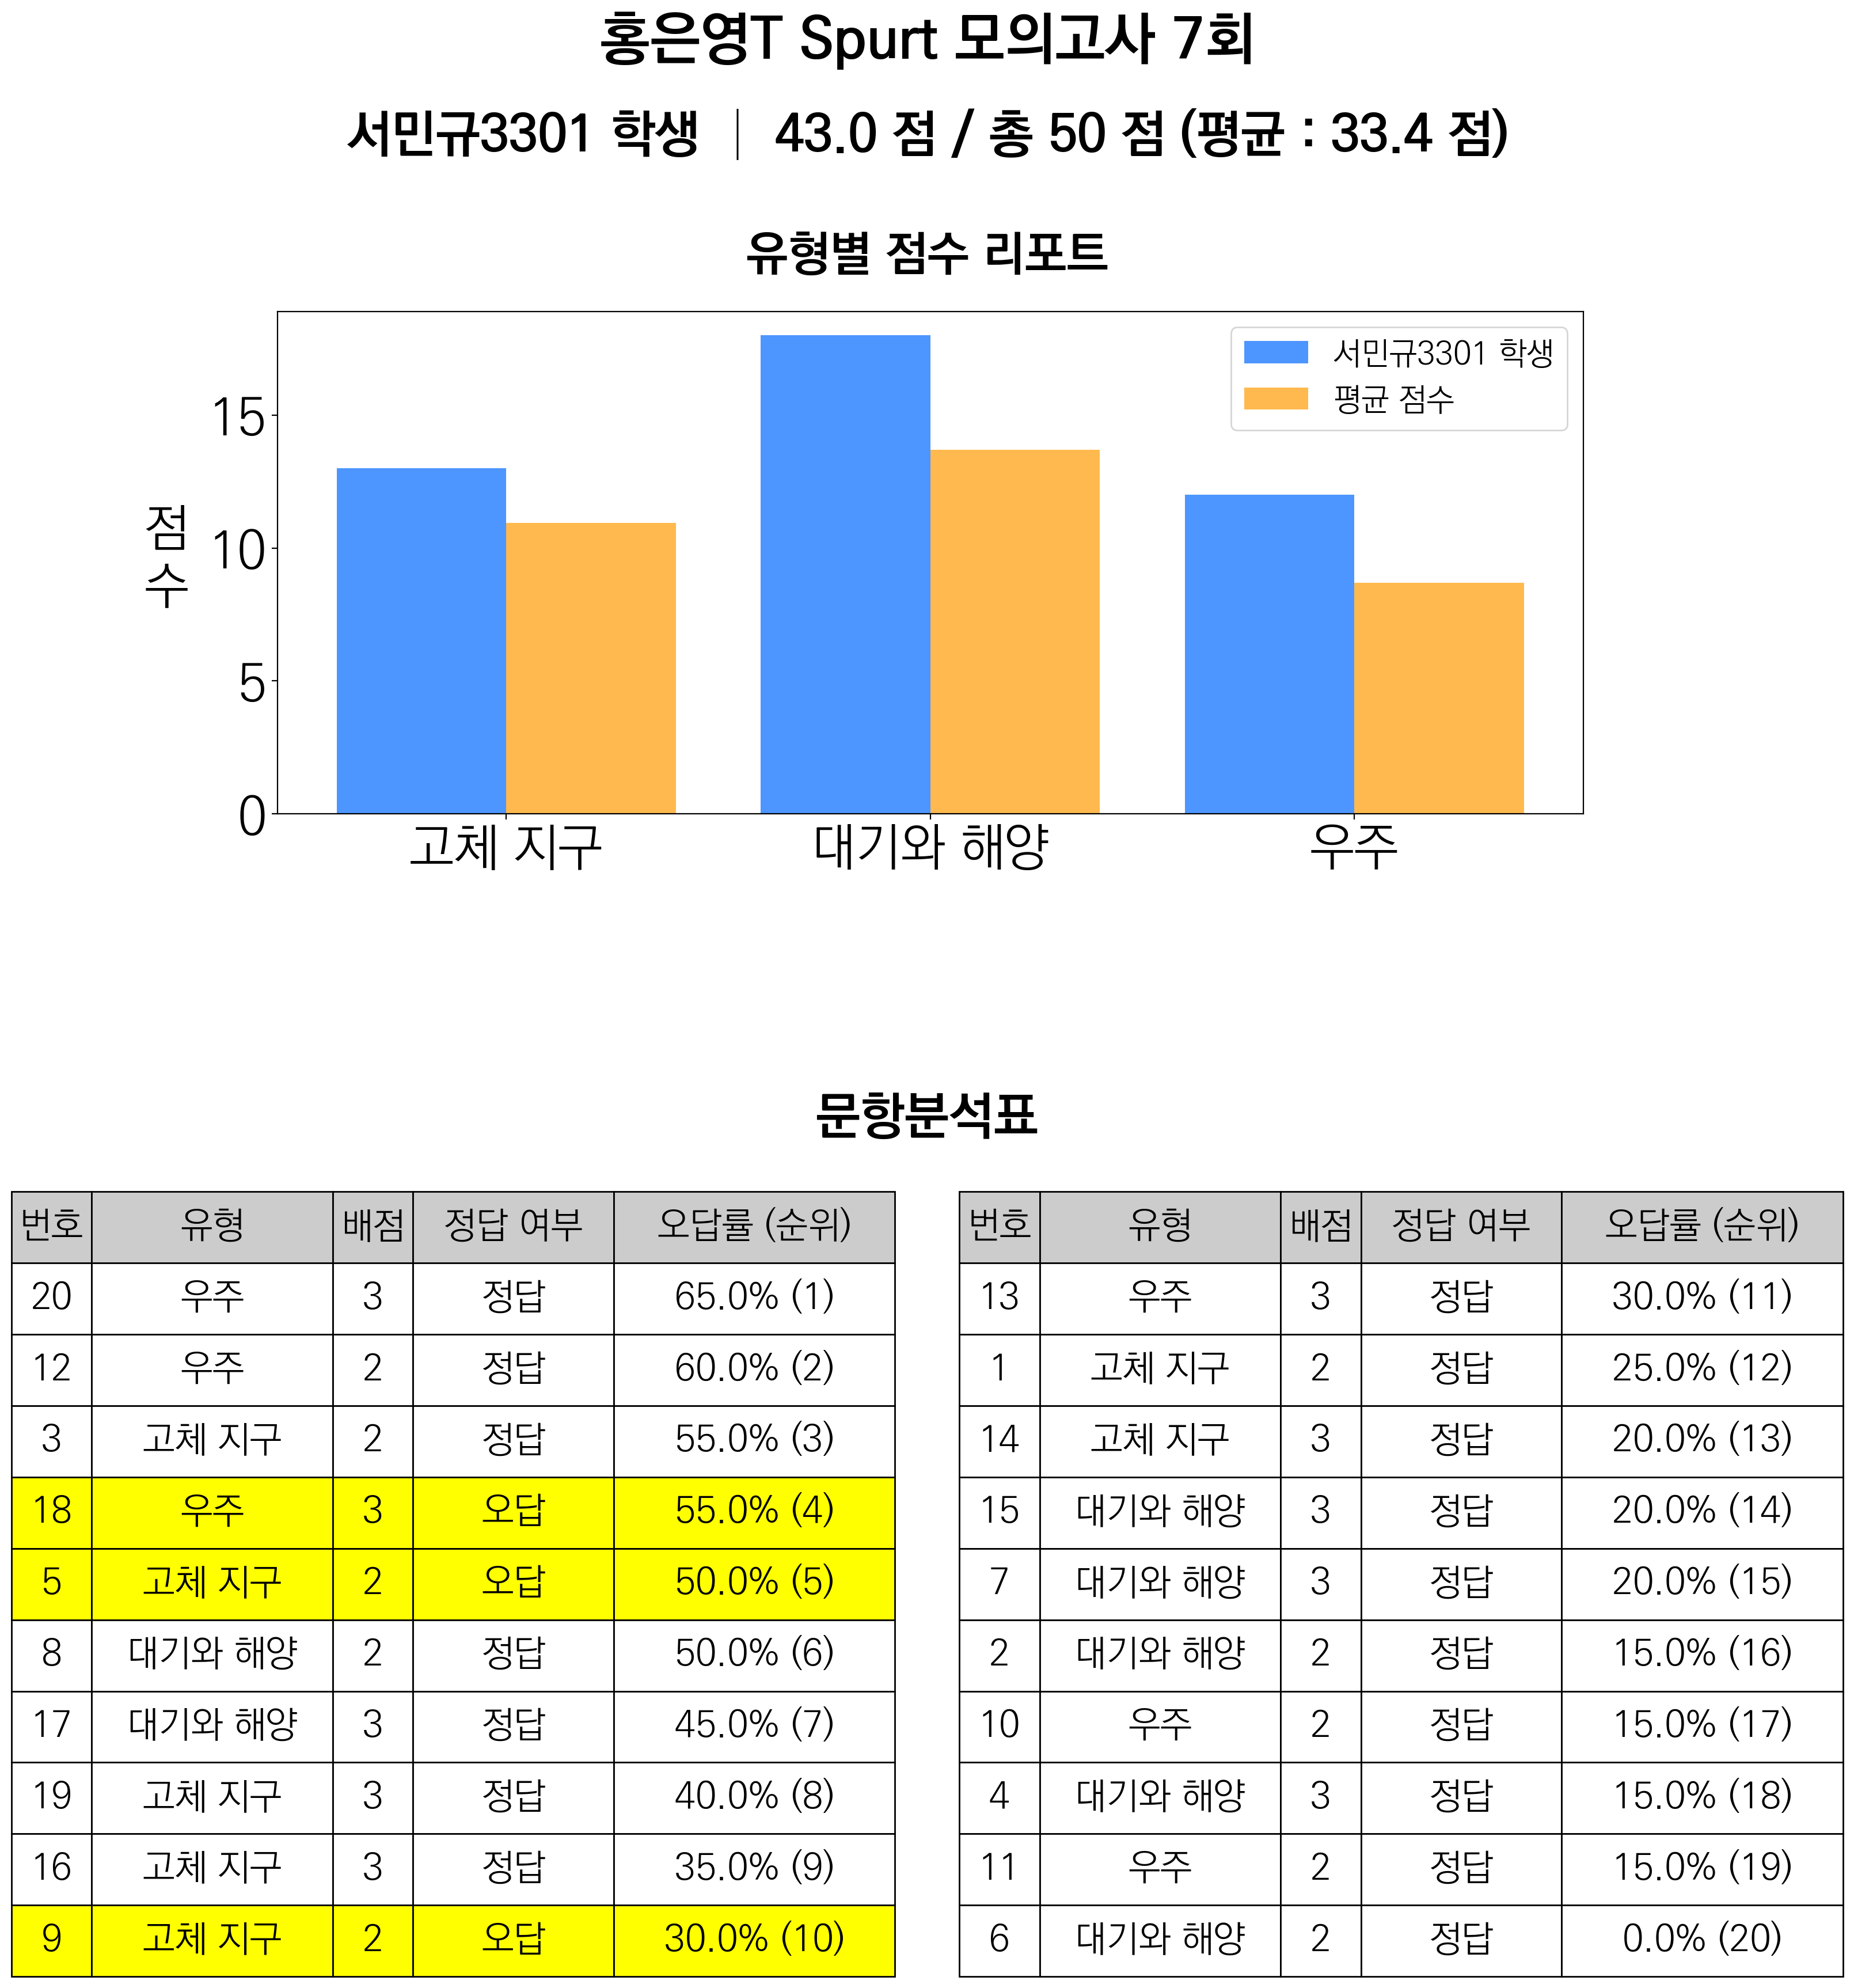 홍은영T Spurt 모의고사 7회
서민규3301 학생 | 43.0 점 / 총 50 점 (평균 : 33.4 점)
유형별 점수 리포트
서민규3301 학생
평균 점수
점
수
15
10
5
0
고체 지구 대기와 해양 우주
문항분석표
번호 유형 배점 정답 여부 오답률 (순위)
20 우주 3 정답 65.0% (1)
12 우주 2 정답 60.0% (2)
3 고체 지구 2 정답 55.0% (3)
18 우주 3 오답 55.0% (4)
5 고체 지구 2 오답 50.0% (5)
8 대기와 해양 2 정답 50.0% (6)
17 대기와 해양 3 정답 45.0% (7)
19 고체 지구 3 정답 40.0% (8)
16 고체 지구 3 정답 35.0% (9)
9 고체 지구 2 오답 30.0% (10)
번호 유형 배점 정답 여부 오답률 (순위)
13 우주 3 정답 30.0% (11)
1 고체 지구 2 정답 25.0% (12)
14 고체 지구 3 정답 20.0% (13)
15 대기와 해양 3 정답 20.0% (14)
7 대기와 해양 3 정답 20.0% (15)
2 대기와 해양 2 정답 15.0% (16)
10 우주 2 정답 15.0% (17)
4 대기와 해양 3 정답 15.0% (18)
11 우주 2 정답 15.0% (19)
6 대기와 해양 2 정답 0.0% (20)